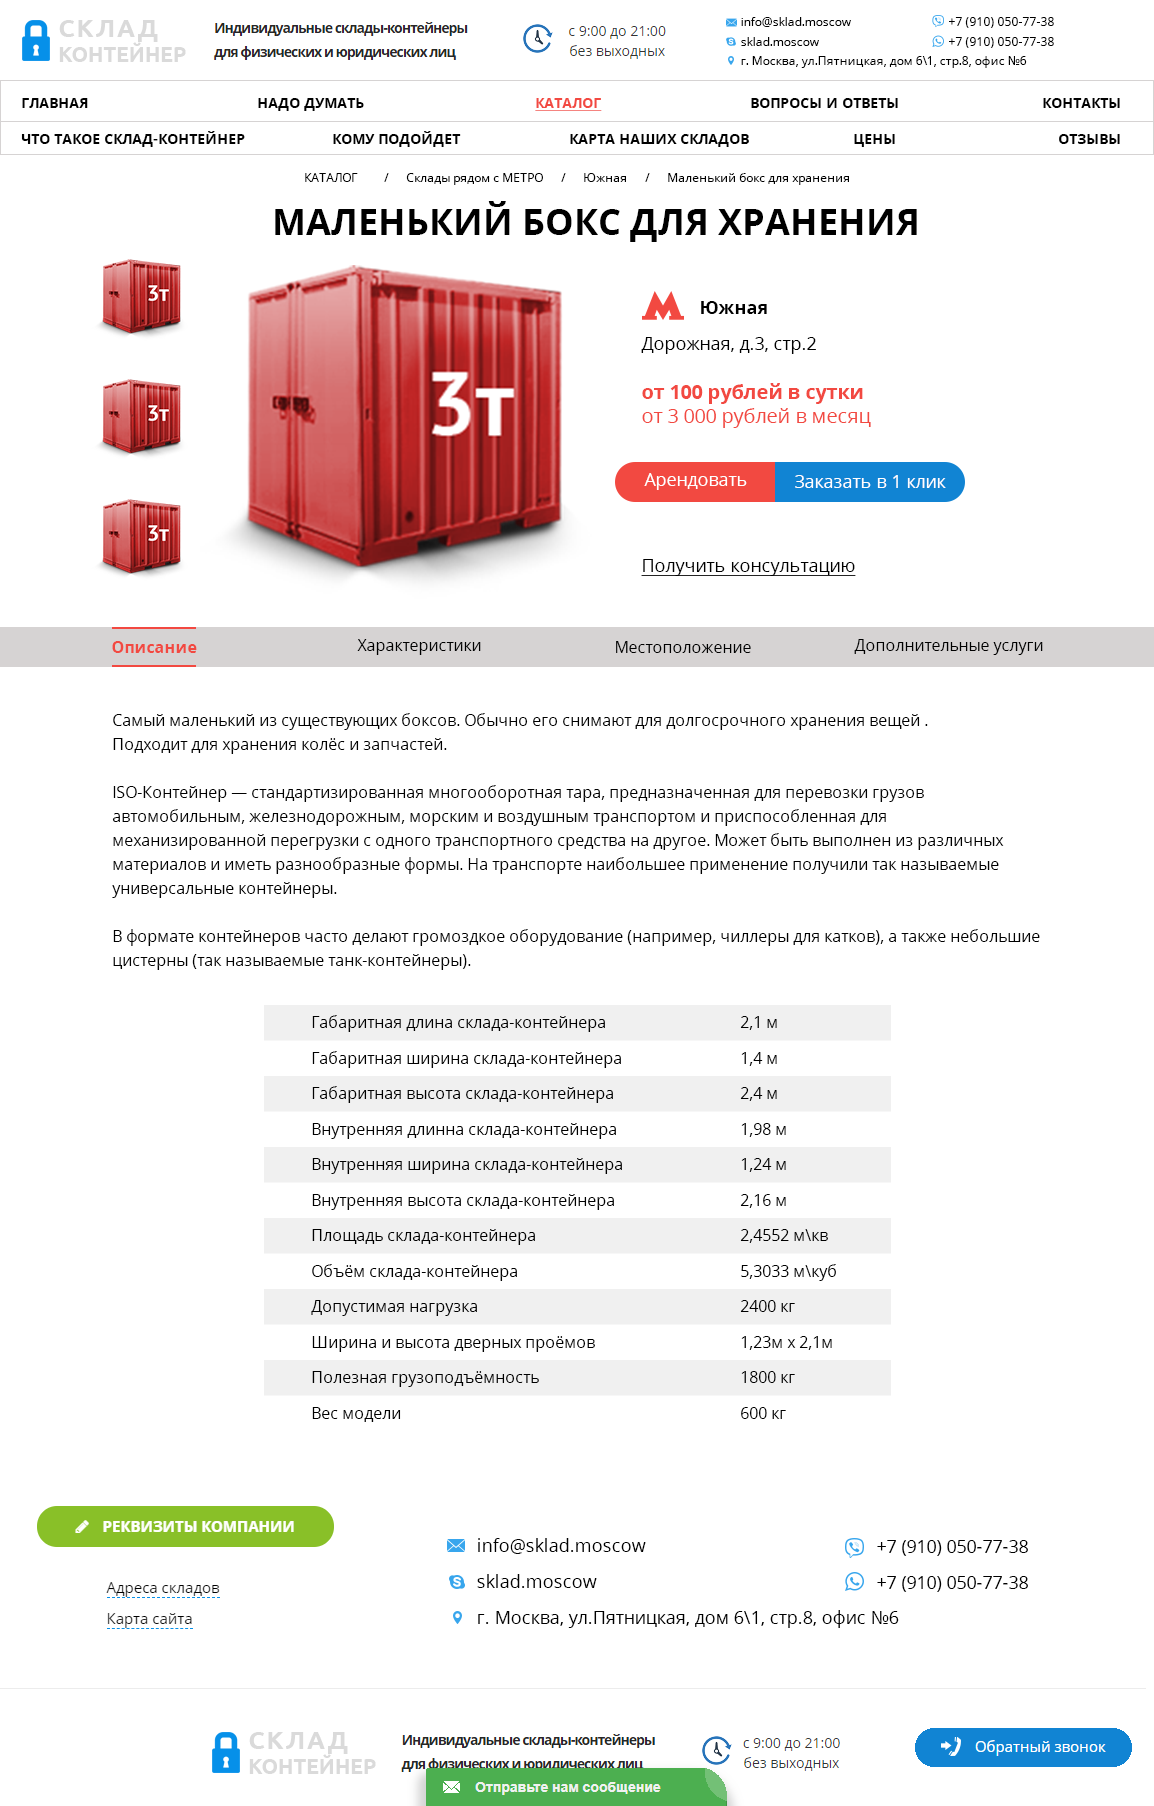 СКЛАД
КОНТЕЙНЕР
Индивидуальные склады-контейнеры
для физических и юридических лиц
с 9:00 до 21:00
без выходных
info@sklad.moscow
+7 (910) 050-77-38
sklad.moscow
+7 (910) 050-77-38
г. Москва, ул.Пятницкая, дом 6\1, стр.8, офис №6
ГЛАВНАЯ НАДО ДУМАТЬ КАТАЛОГ ВОПРОСЫ И ОТВЕТЫ КОНТАКТЫ
ЧТО ТАКОЕ СКЛАД-КОНТЕЙНЕР КОМУ ПОДОЙДЕТ КАРТА НАШИХ СКЛАДОВ ЦЕНЫ ОТЗЫВЫ
КАТАЛОГ / Склады рядом с МЕТРО / Южная / Маленький бокс для хранения
МАЛЕНЬКИЙ БОКС ДЛЯ ХРАНЕНИЯ
3т
3т
3т
3т
Южная
Дорожная, д.3, стр.2
от 100 рублей в сутки
от 3 000 рублей в месяц
Арендовать Заказать в 1 клик
Получить консультацию
Описание Характеристики Местоположение Дополнительные услуги
Самый маленький из существующих боксов. Обычно его снимают для долгосрочного хранения вещей .
Подходит для хранения колёс и запчастей.
ISO-Контейнер — стандартизированная многооборотная тара, предназначенная для перевозки грузов
автомобильным, железнодорожным, морским и воздушным транспортом и приспособленная для
механизированной перегрузки с одного транспортного средства на другое. Может быть выполнен из различных
материалов и иметь разнообразные формы. На транспорте наибольшее применение получили так называемые
универсальные контейнеры.
В формате контейнеров часто делают громоздкое оборудование (например, чиллеры для катков), а также небольшие
цистерны (так называемые танк-контейнеры).
Габаритная длина склада-контейнера 2,1 м
Габаритная ширина склада-контейнера 1,4 м
Габаритная высота склада-контейнера 2,4 м
Внутренняя длинна склада-контейнера 1,98 м
Внутренняя ширина склада-контейнера 1,24 м
Внутренняя высота склада-контейнера 2,16 м
Площадь склада-контейнера 2,4552 м\кв
Объём склада-контейнера 5,3033 м\куб
Допустимая нагрузка 2400 кг
Ширина и высота дверных проёмов 1,23м х 2,1м
Полезная грузоподъёмность 1800 кг
Вес модели 600 кг
РЕКВИЗИТЫ КОМПАНИИ
Адреса складов
Карта сайта
info@sklad.moscow
+7 (910) 050-77-38
sklad.moscow
+7 (910) 050-77-38
г. Москва, ул.Пятницкая, дом 6\1, стр.8, офис №6
СКЛАД
КОНТЕЙНЕР
Индивидуальные склады-контейнеры
для физических и юридических лиц
с 9:00 до 21:00
без выходных
Обратный звонок
Отправьте нам сообщение